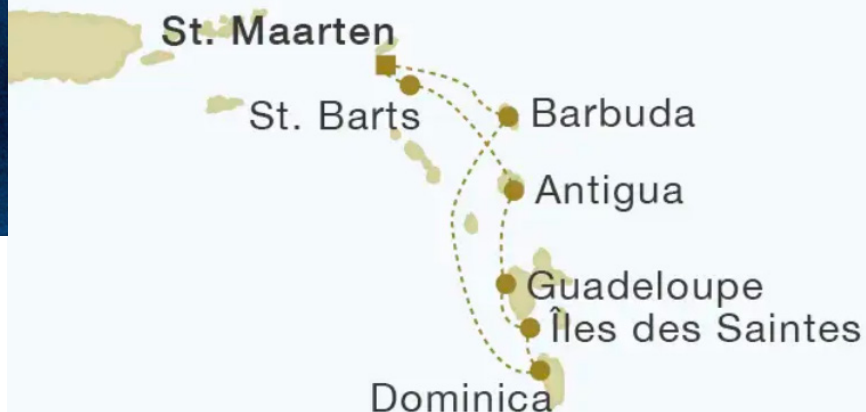 St. Maarten
St. Barts
Barbuda
Antigua
Guadeloupe
Îles des Saintes
Dominica